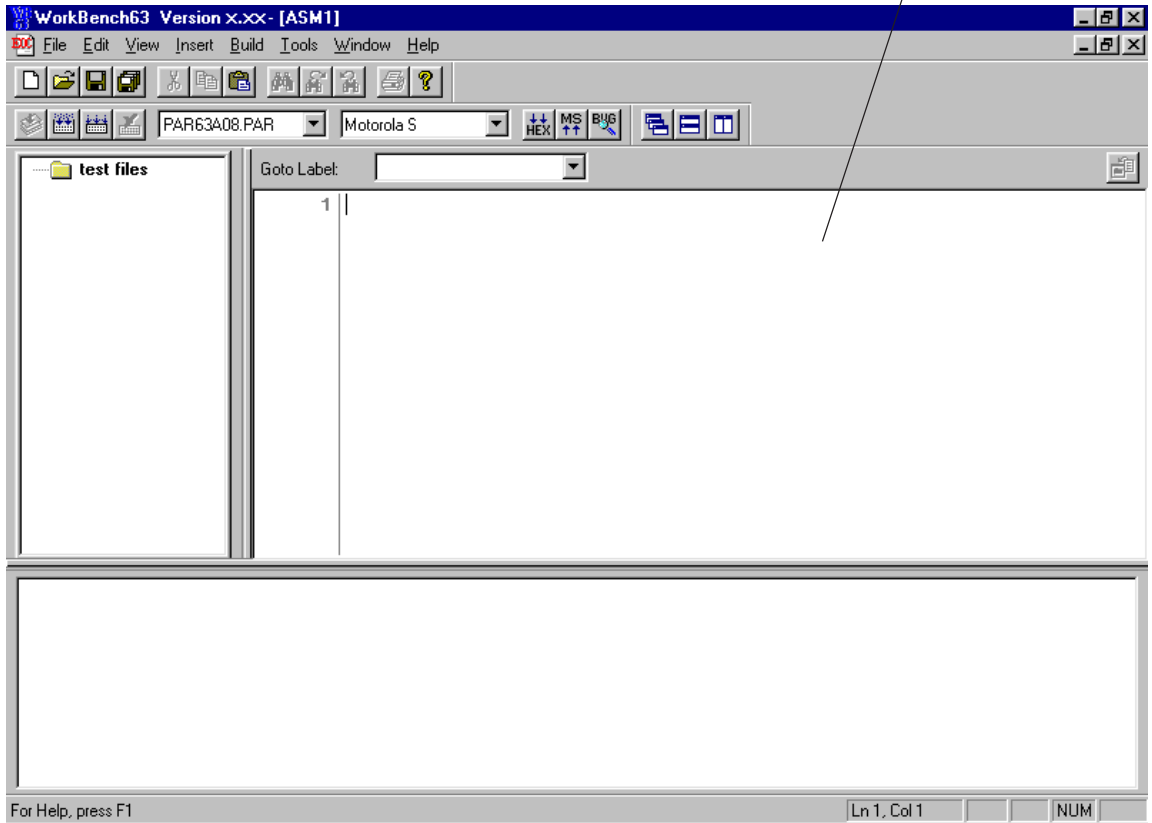 WorkBench63 Version x.xx- [ASM1]
File Edit View Insert Build Tools Window Help
PAR63A08.PAR Motorola S HEX MS BUG
test files
Goto Label:
1
For Help, press F1 Ln 1, Col 1 NUM